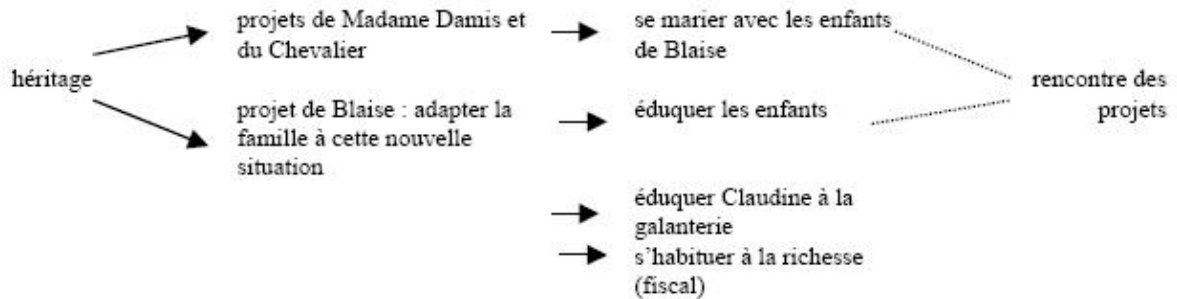 projets de Madame Damis et
du Chevalier
se marier avec les enfants
de Blaise
héritage
rencontre des
projets
projet de Blaise : adapter la
famille à cette nouvelle
situation
éduquer les enfants
éduquer Claudine à la
galanterie
s'habituer à la richesse
(fiscal)